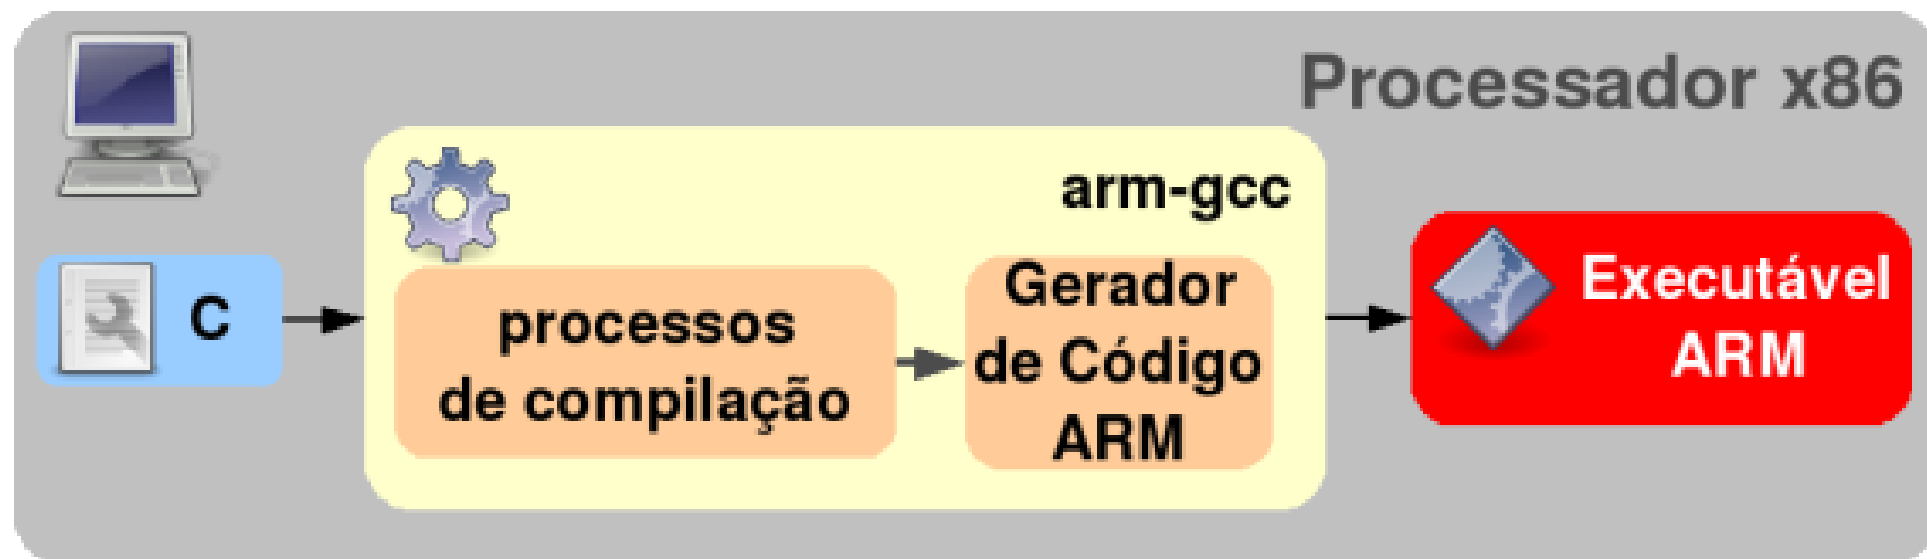 Processador x86
arm-gcc
C
processos
de compilação
Gerador
de Código
ARM
Executável
ARM